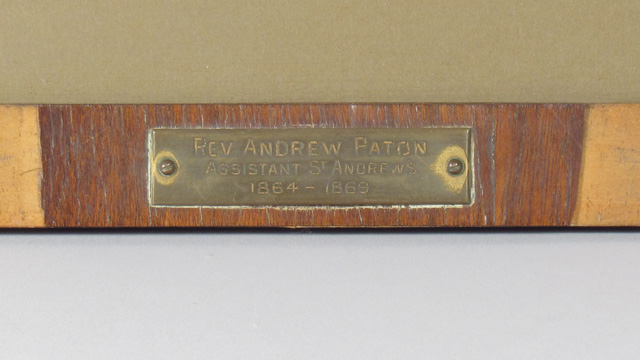 REV ANDREW PATON
ASSISTANT ST ANDREWS
1864 - 1869